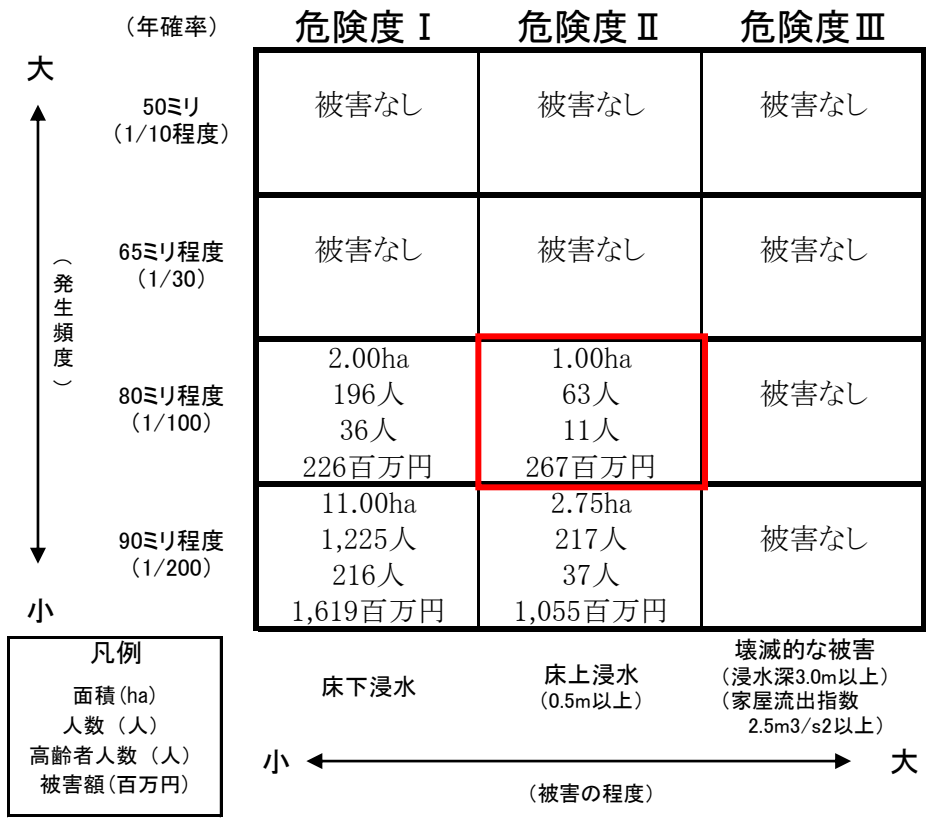 （年確率）
危険度Ⅰ
危険度Ⅱ
危険度Ⅲ
大
50ミリ
（1/10程度）
被害なし
被害なし
被害なし
65ミリ程度
（1/30）
被害なし
被害なし
被害なし
（発生頻度）
80ミリ程度
（1/100）
2.00ha
196人
36人
226百万円
1.00ha
63人
11人
267百万円
被害なし
90ミリ程度
（1/200）
11.00ha
1,225人
216人
1,619百万円
2.75ha
217人
37人
1,055百万円
被害なし
小
凡例
面積(ha)
人数（人）
高齢者人数（人）
被害額(百万円)
床下浸水
床上浸水
（0.5m以上）
壊滅的な被害
（浸水深3.0m以上）
（家屋流出指数
2.5m3/s2以上）
小
大
（被害の程度）